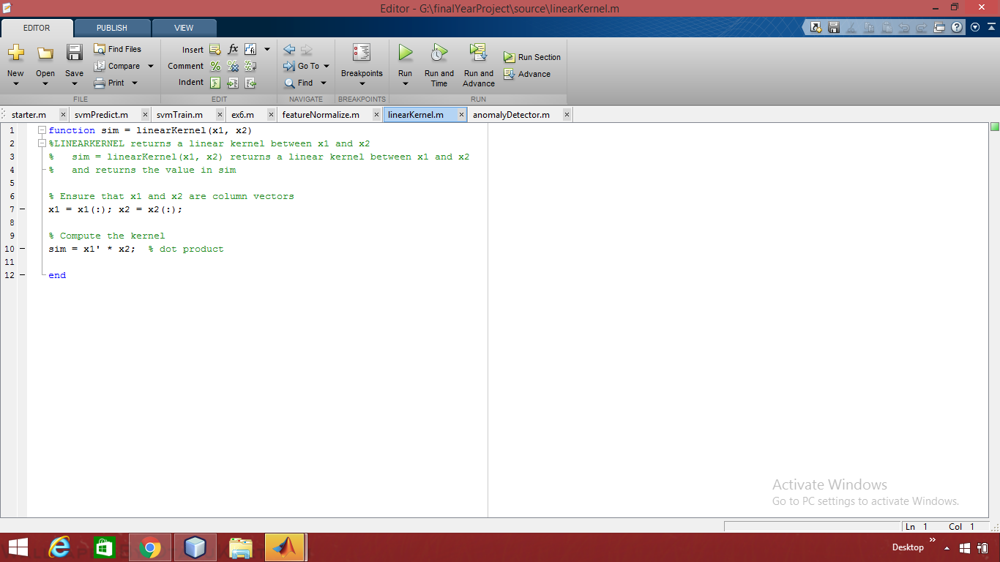 Editor - G:\finalYearProject\source\linearKernel.m
EDITOR PUBLISH VIEW
New Open Save Find Files Compare Print
FILE
Insert fx
Comment
Indent
EDIT
Go To
Find
NAVIGATE
Breakpoints
BREAKPOINTS
Run Run and Time Run and Advance Run Section Advance
RUN
starter.m svmPredict.m svmTrain.m ex6.m featureNormalize.m linearKernel.m anomalyDetector.m
1 function sim = linearKernel(x1, x2)
2 %LINEARKERNEL returns a linear kernel between x1 and x2
3 %   sim = linearKernel(x1, x2) returns a linear kernel between x1 and x2
4 %   and returns the value in sim
5
6 % Ensure that x1 and x2 are column vectors
7 x1 = x1(:); x2 = x2(:);
8
9 % Compute the kernel
10 sim = x1' * x2;  % dot product
11
12 end
Activate Windows
Go to PC settings to activate Windows.
Ln 1 Col 1
Desktop